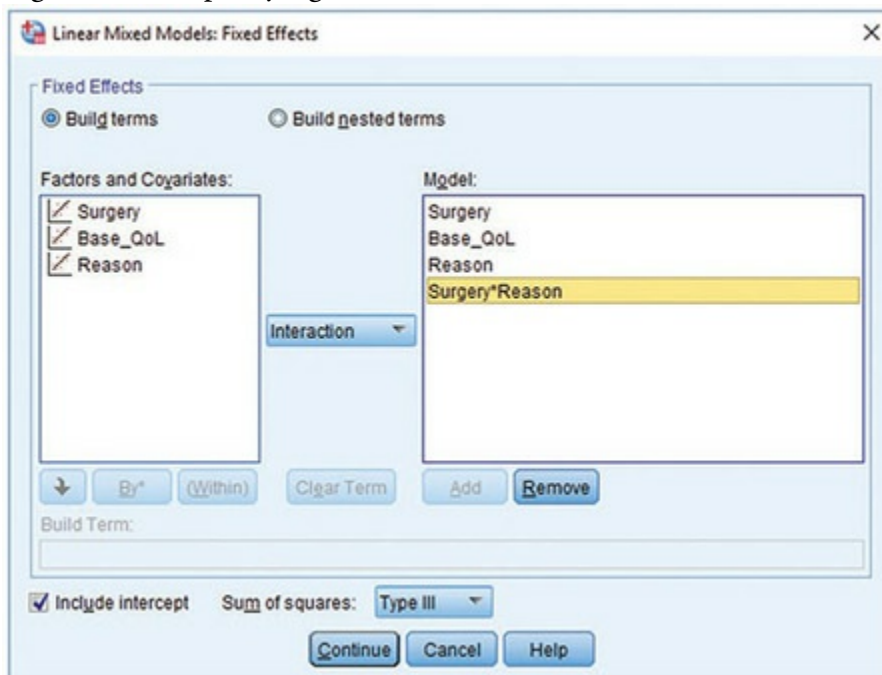 Linear Mixed Models: Fixed Effects
Fixed Effects
Build terms
Build nested terms
Factors and Covariates:
Model:
Surgery
Base_QoL
Reason
Surgery
Base_QoL
Reason
Surgery*Reason
Interaction
By*
(Within)
Clear Term
Add
Remove
Build Term:
Include intercept
Sum of squares:
Type III
Continue
Cancel
Help